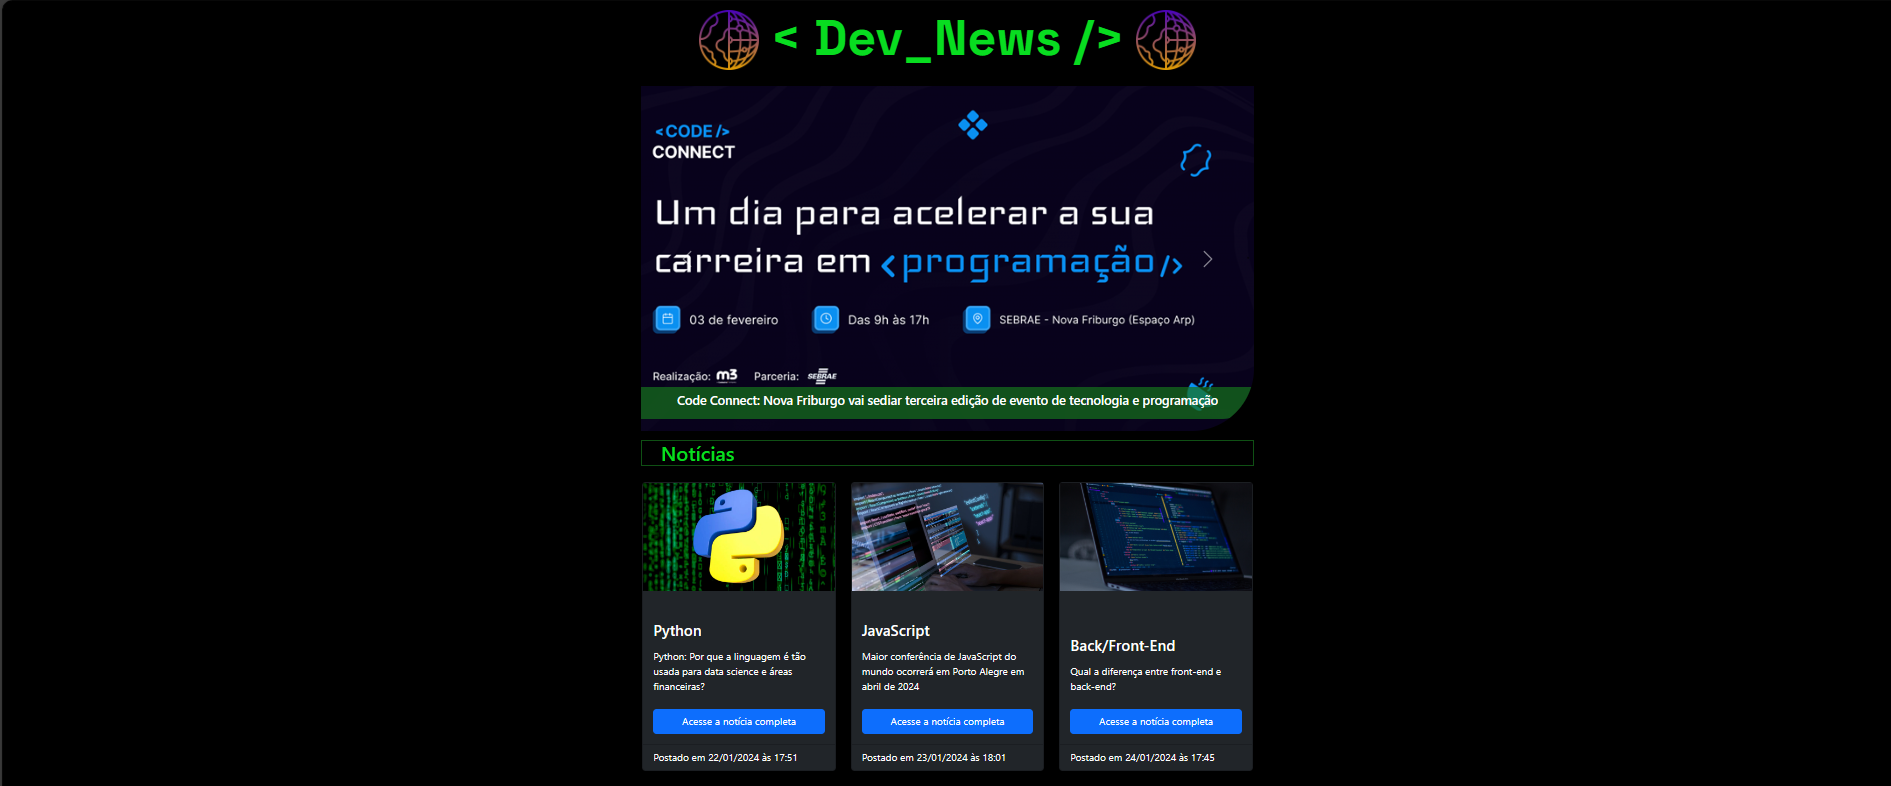 < Dev_News />
<CODE/>
CONNECT
Um dia para acelerar a sua
carreira em <programação/>
03 de fevereiro
Das 9h às 17h
SEBRAE - Nova Friburgo (Espaço Arp)
Realização: m3
Parceria: SEBRAE
Code Connect: Nova Friburgo vai sediar terceira edição de evento de tecnologia e programação
Notícias
Python
Python: Por que a linguagem é tão
usada para data science e áreas
financeiras?
Acesse a notícia completa
Postado em 22/01/2024 às 17:51
JavaScript
Maior conferência de JavaScript do
mundo ocorrerá em Porto Alegre em
abril de 2024
Acesse a notícia completa
Postado em 23/01/2024 às 18:01
Back/Front-End
Qual a diferença entre front-end e
back-end?
Acesse a notícia completa
Postado em 24/01/2024 às 17:45